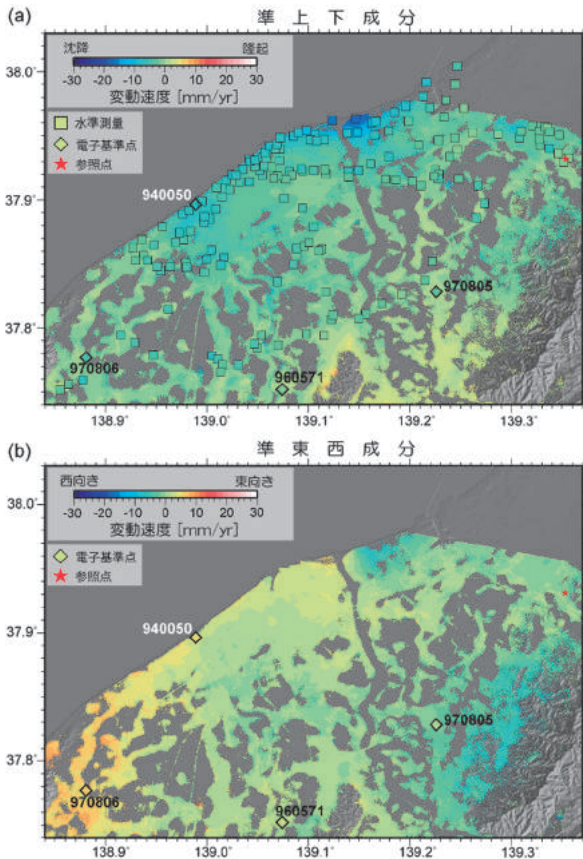 (a)
準上下成分
沈降 隆起
-30 -20 -10 0 10 20 30
変動速度 [mm/yr]
水準測量
電子基準点
参照点
38.0°
37.9°
37.8°
940050
970805
970806
960571
138.9° 139.0° 139.1° 139.2° 139.3°
(b)
準東西成分
西向き 東向き
-30 -20 -10 0 10 20 30
変動速度 [mm/yr]
電子基準点
参照点
38.0°
37.9°
37.8°
940050
970805
970806
960571
138.9° 139.0° 139.1° 139.2° 139.3°